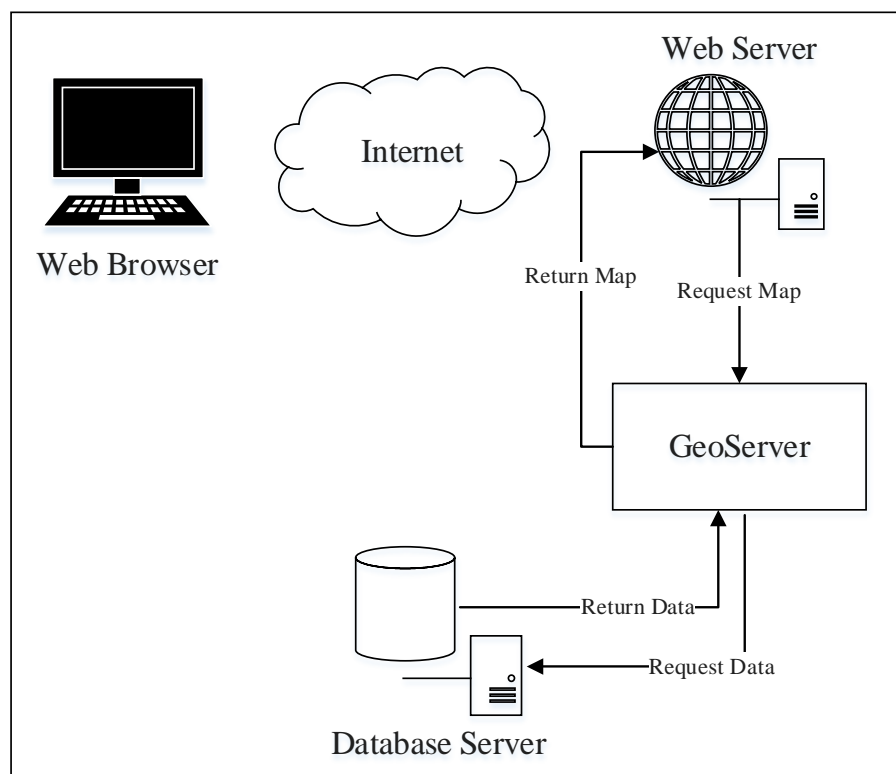 Web Server
Internet
Web Browser
Return Map
Request Map
GeoServer
Return Data
Request Data
Database Server